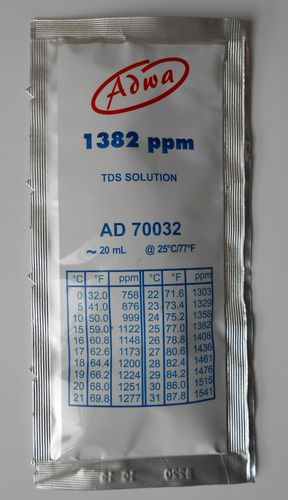 Adwa
1382 ppm
TDS SOLUTION
AD 70032
~ 20 mL @ 25°C/77°F
°C °F ppm °C °F ppm
0 32.0 758 22 71.6 1303
5 41.0 876 23 73.4 1329
10 50.0 999 24 75.2 1358
15 59.0 1122 25 77.0 1382
16 60.8 1148 26 78.8 1408
17 62.6 1173 27 80.6 1436
18 64.4 1200 28 82.4 1461
19 66.2 1224 29 84.2 1476
20 68.0 1251 30 86.0 1515
21 69.8 1277 31 87.8 1541